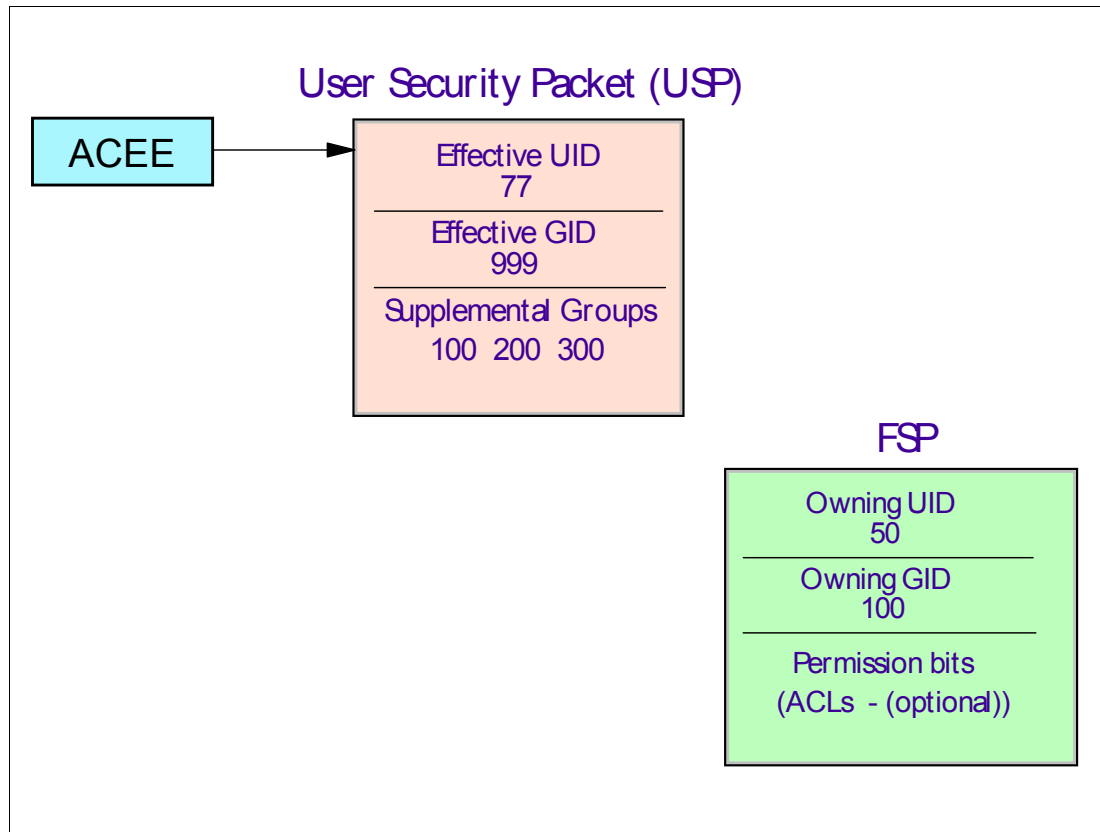 User Security Packet (USP)
ACEE
Effective UID
77
Effective GID
999
Supplemental Groups
100 200 300
FSP
Owning UID
50
Owning GID
100
Permission bits
(ACLs - (optional))